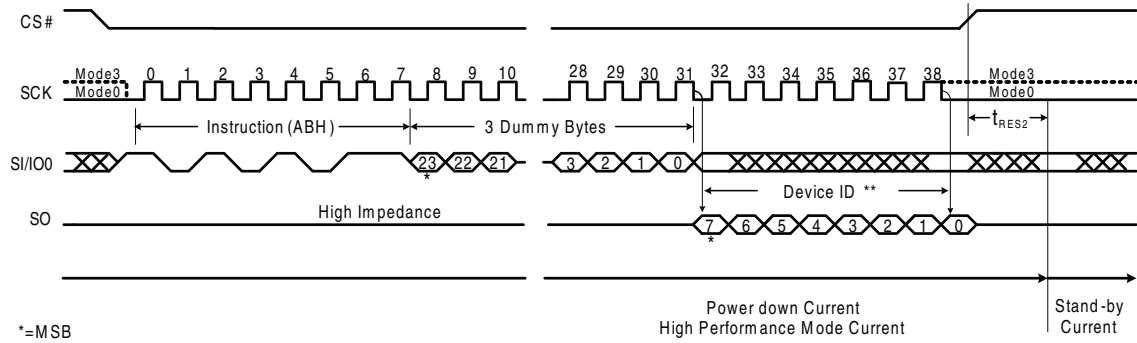 CS#
Mode3 0 1 2 3 4 5 6 7 8 9 10 28 29 30 31 32 33 34 35 36 37 38 Mode3
SCK
Mode0 Mode0
Instruction (ABH) 3 Dummy Bytes tRES2
SI/IO0 23 22 21 3 2 1 0
*
Device ID **
High Impedance
SO 7 6 5 4 3 2 1 0
*
Power down Current Stand-by
High Performance Mode Current Current
*=MSB